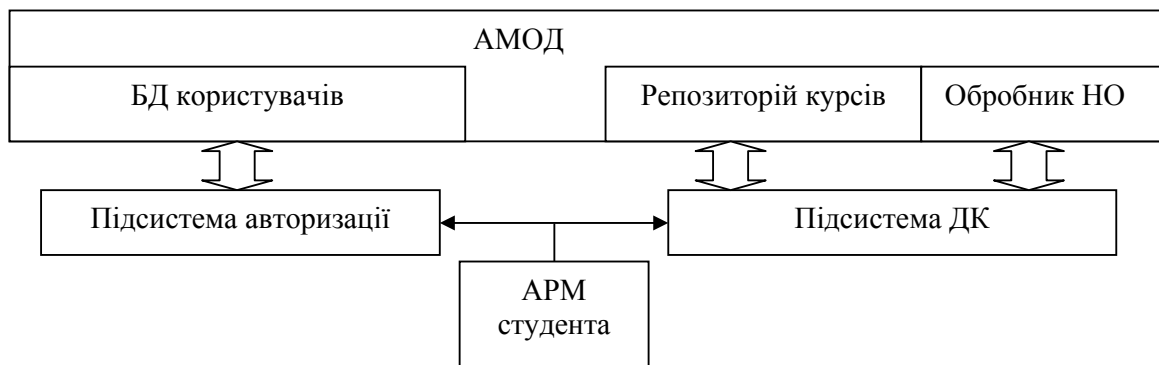 АМОД
БД користувачів
Репозиторій курсів
Обробник НО
Підсистема авторизації
Підсистема ДК
АРМ
студента